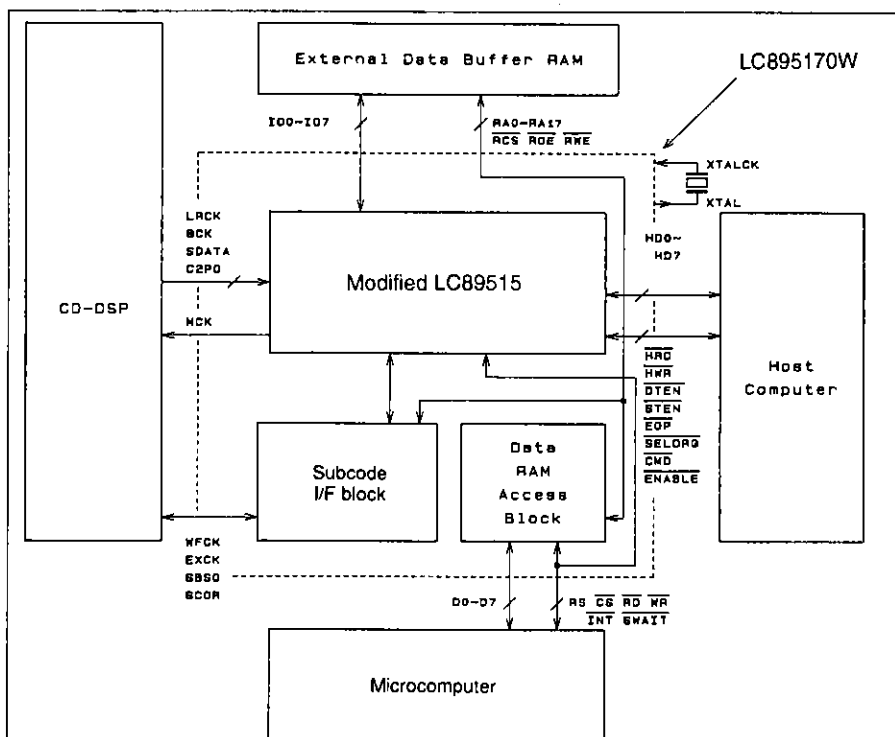 External Data Buffer RAM
LC895170W
IO0~IO7
RA0~RA17
RCS ROE RWE
XTALCK
XTAL
LRCK
BCK
SDATA
C2PO
HD0~
HD7
Modified LC89515
CD-DSP
MCK
HRD
HWR
DTEN
STEN
EOP
SELDRQ
CMD
ENABLE
Host
Computer
Subcode
I/F block
Data
RAM
Access
Block
WFCK
EXCK
SBSO
SCOR
D0~D7
RS CS RD WR
INT SWAIT
Microcomputer